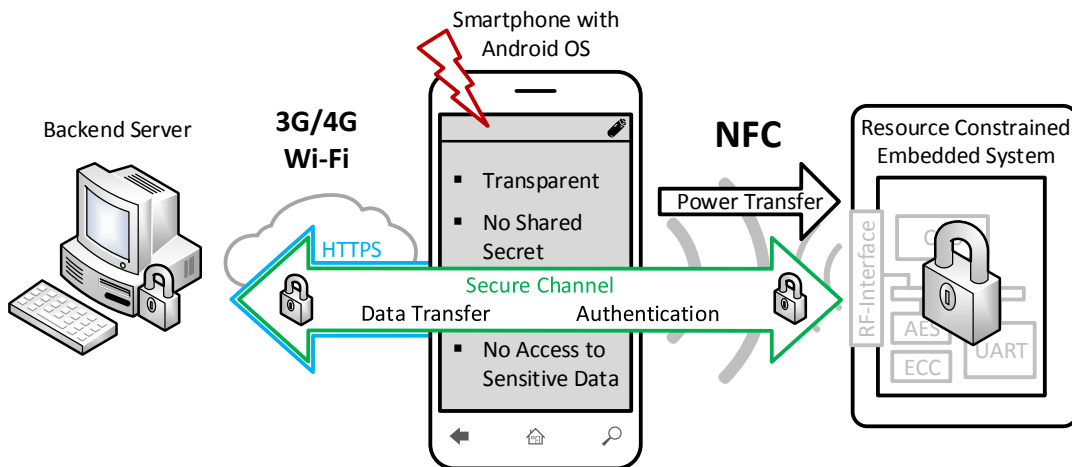 Smartphone with
Android OS
Backend Server
3G/4G
Wi-Fi
NFC
Resource Constrained
Embedded System
▪ Transparent
▪ No Shared
Secret
Power Transfer
HTTPS
Secure Channel
Data Transfer
Authentication
▪ No Access to
Sensitive Data
RF-Interface
AES
ECC
UART